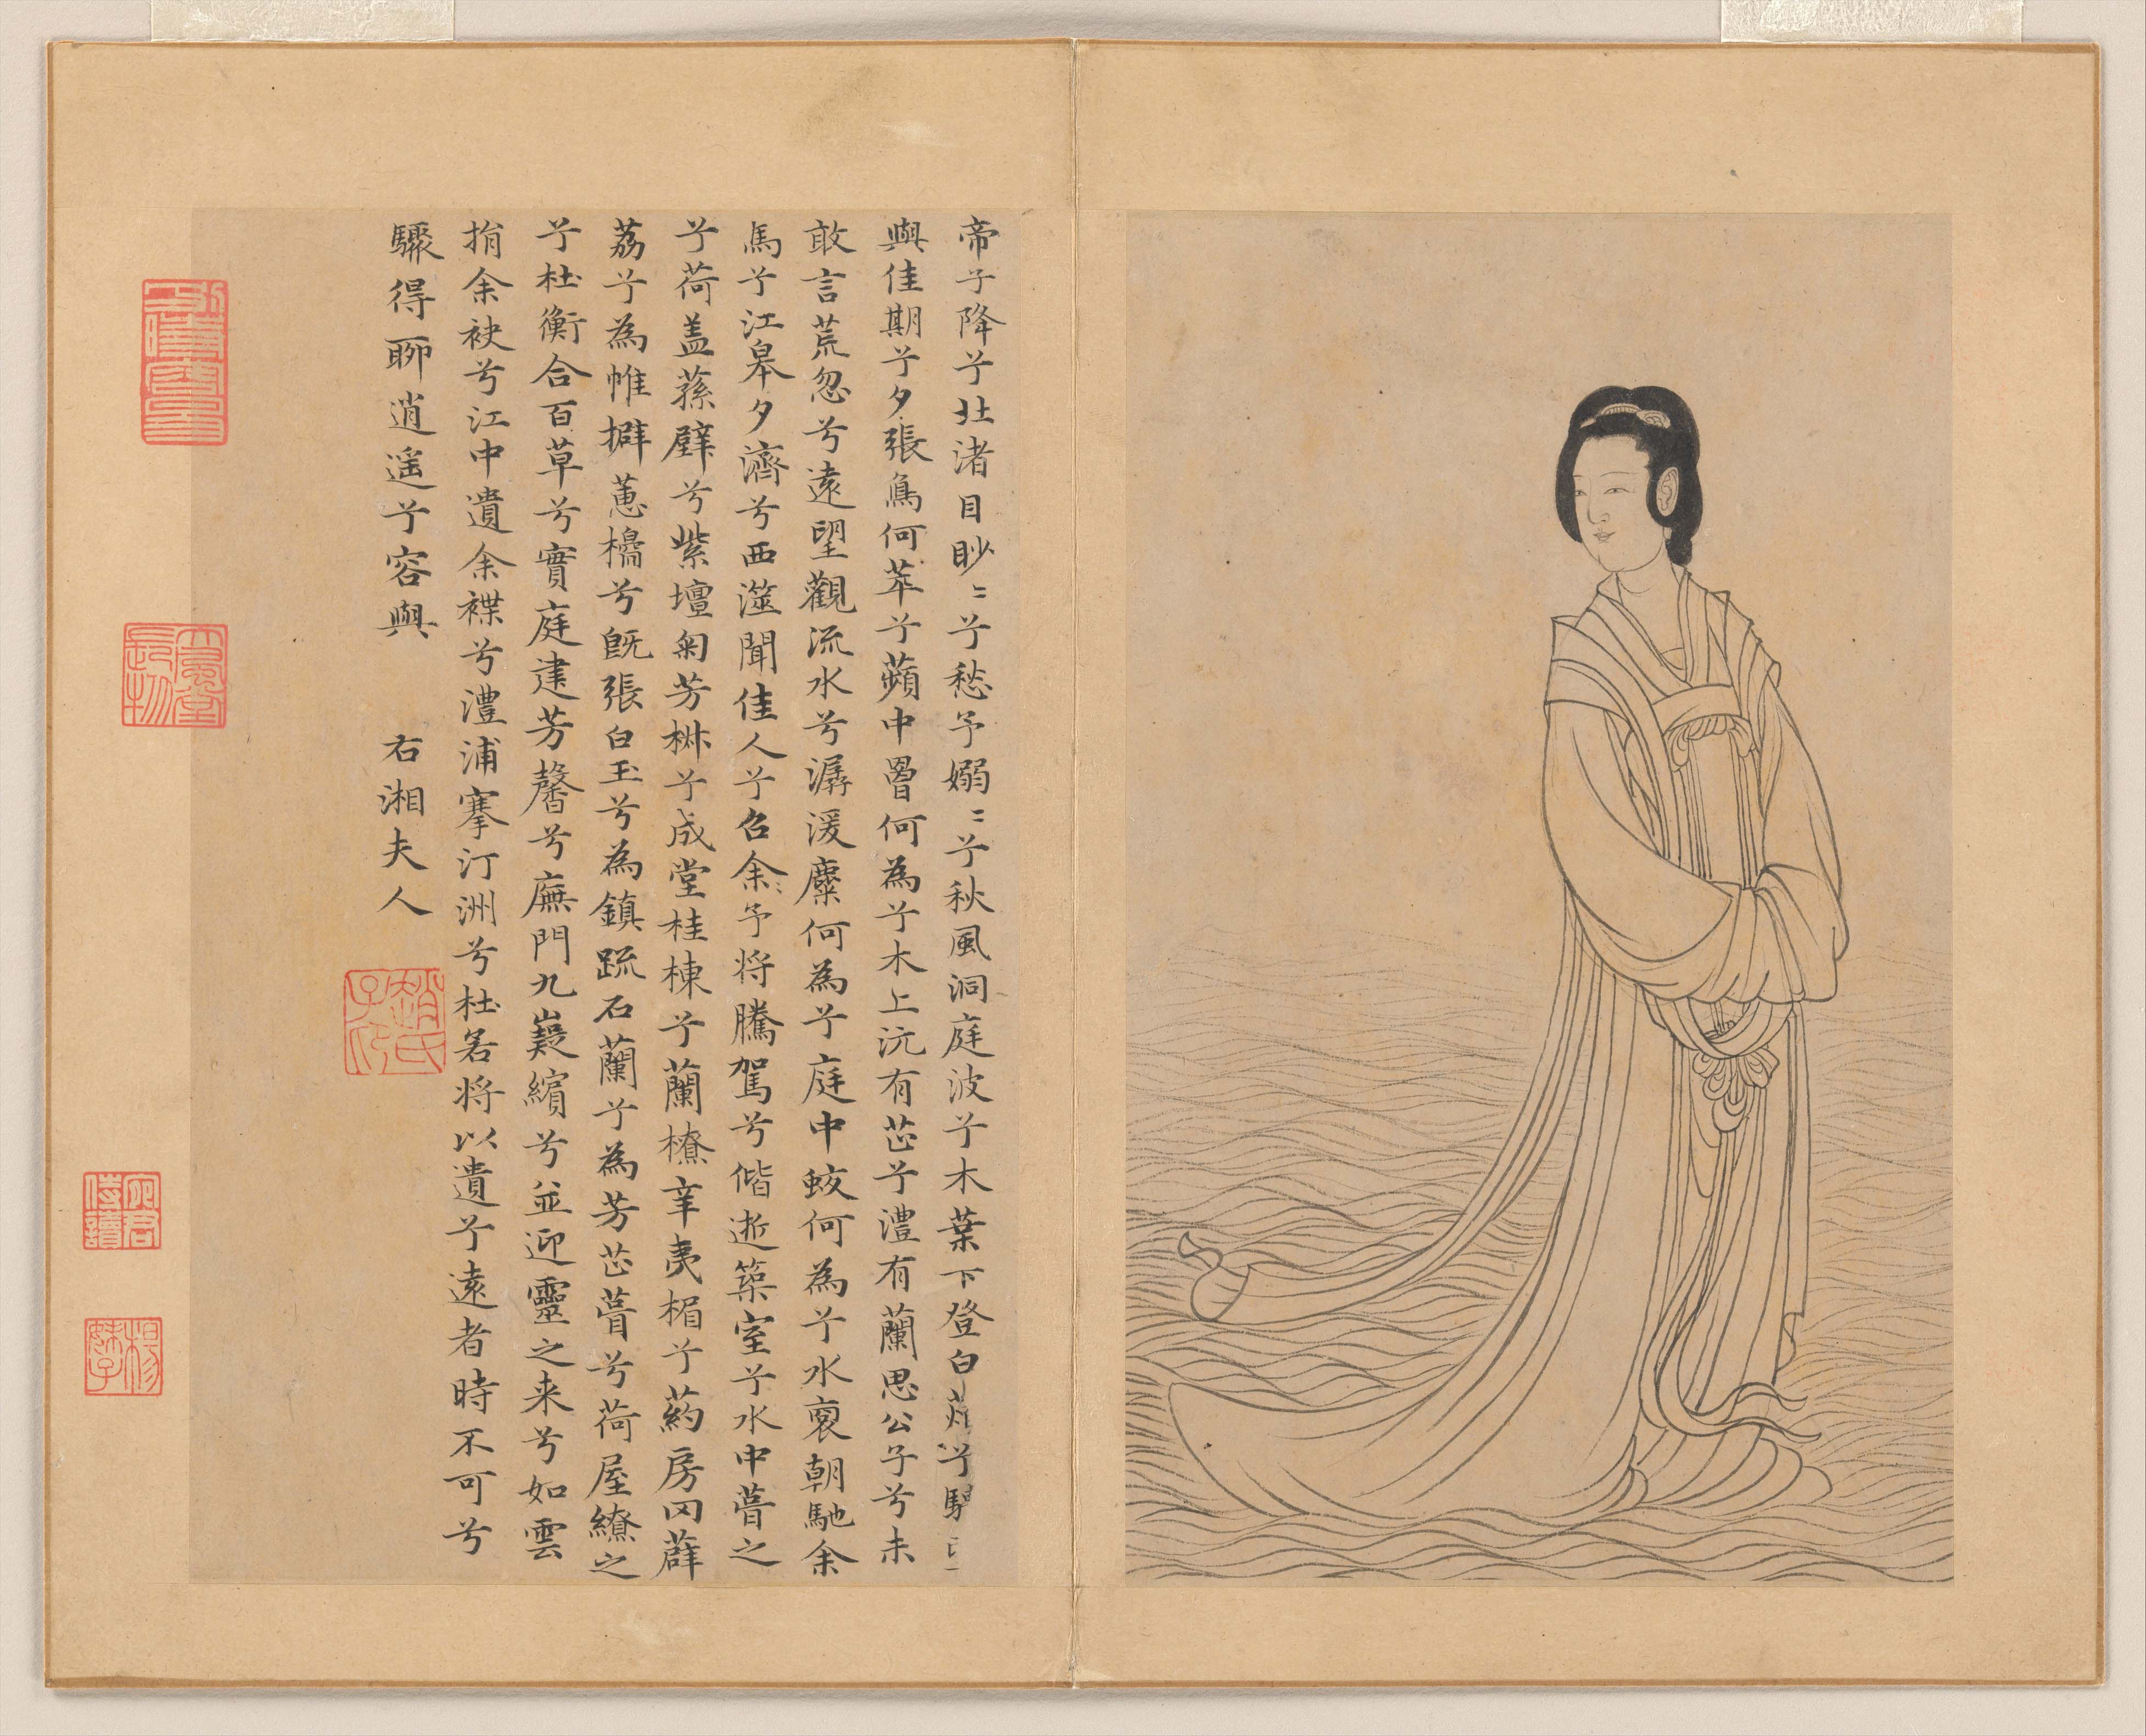 帝子降兮北渚目眇〻兮愁予嫋〻兮秋風洞庭波兮木葉下登白兮騁
與佳期兮夕張鳥何萃兮蘋中罾何為兮木上沅有芷兮澧有蘭思公子兮未
敢言荒忽兮遠望觀流水兮潺湲麋何為兮庭中蛟何為兮水裔朝馳余
馬兮江皋夕濟兮西澨聞佳人兮召余〻予將騰駕兮偕逝築室兮水中葺之
兮荷盖蓀壁兮紫壇匊芳椒兮成堂桂棟兮蘭橑辛夷楣兮葯房罔薜
荔兮為帷擗蕙櫋兮旣張白玉兮為鎮疏石蘭兮為芳芷葺兮荷屋繚之
兮杜衡合百草兮實庭建芳馨兮廡門九嶷繽兮並迎靈之来兮如雲
捐余袂兮江中遺余褋兮澧浦搴汀洲兮杜若將以遺兮遠者時不可兮
驟得聊逍遥兮容與 右湘夫人
趙氏子昂